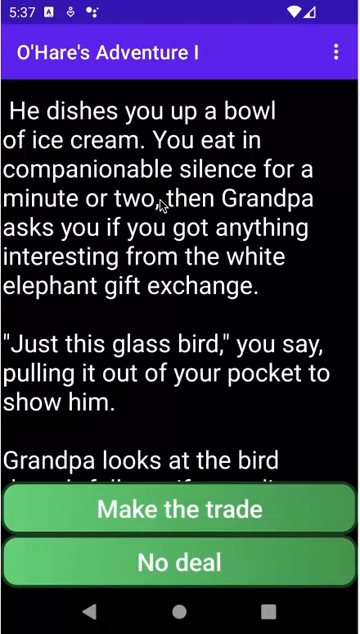 5:37
O'Hare's Adventure I
He dishes you up a bowl
of ice cream. You eat in
companionable silence for a
minute or two, then Grandpa
asks you if you got anything
interesting from the white
elephant gift exchange.
"Just this glass bird," you say,
pulling it out of your pocket to
show him.
Grandpa looks at the bird
Make the trade
No deal